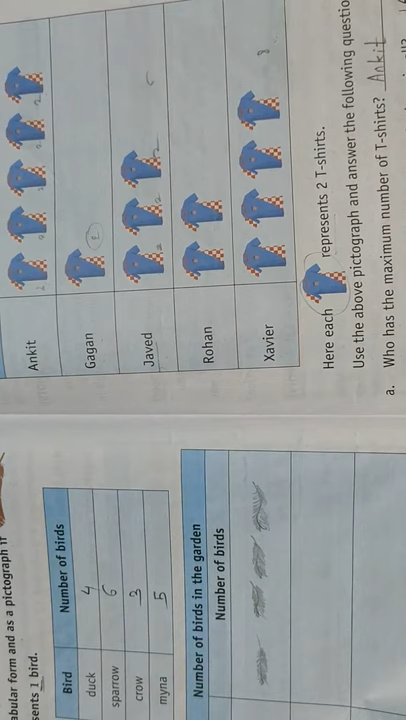 abular form and as a pictograph if
sents 1 bird.
Bird Number of birds
duck 4
sparrow 6
crow 3
myna 5
Number of birds in the garden
Number of birds
Ankit
Gagan
Javed
Rohan
Xavier 8
Here each represents 2 T-shirts.
Use the above pictograph and answer the following questio
a. Who has the maximum number of T-shirts? Ankit